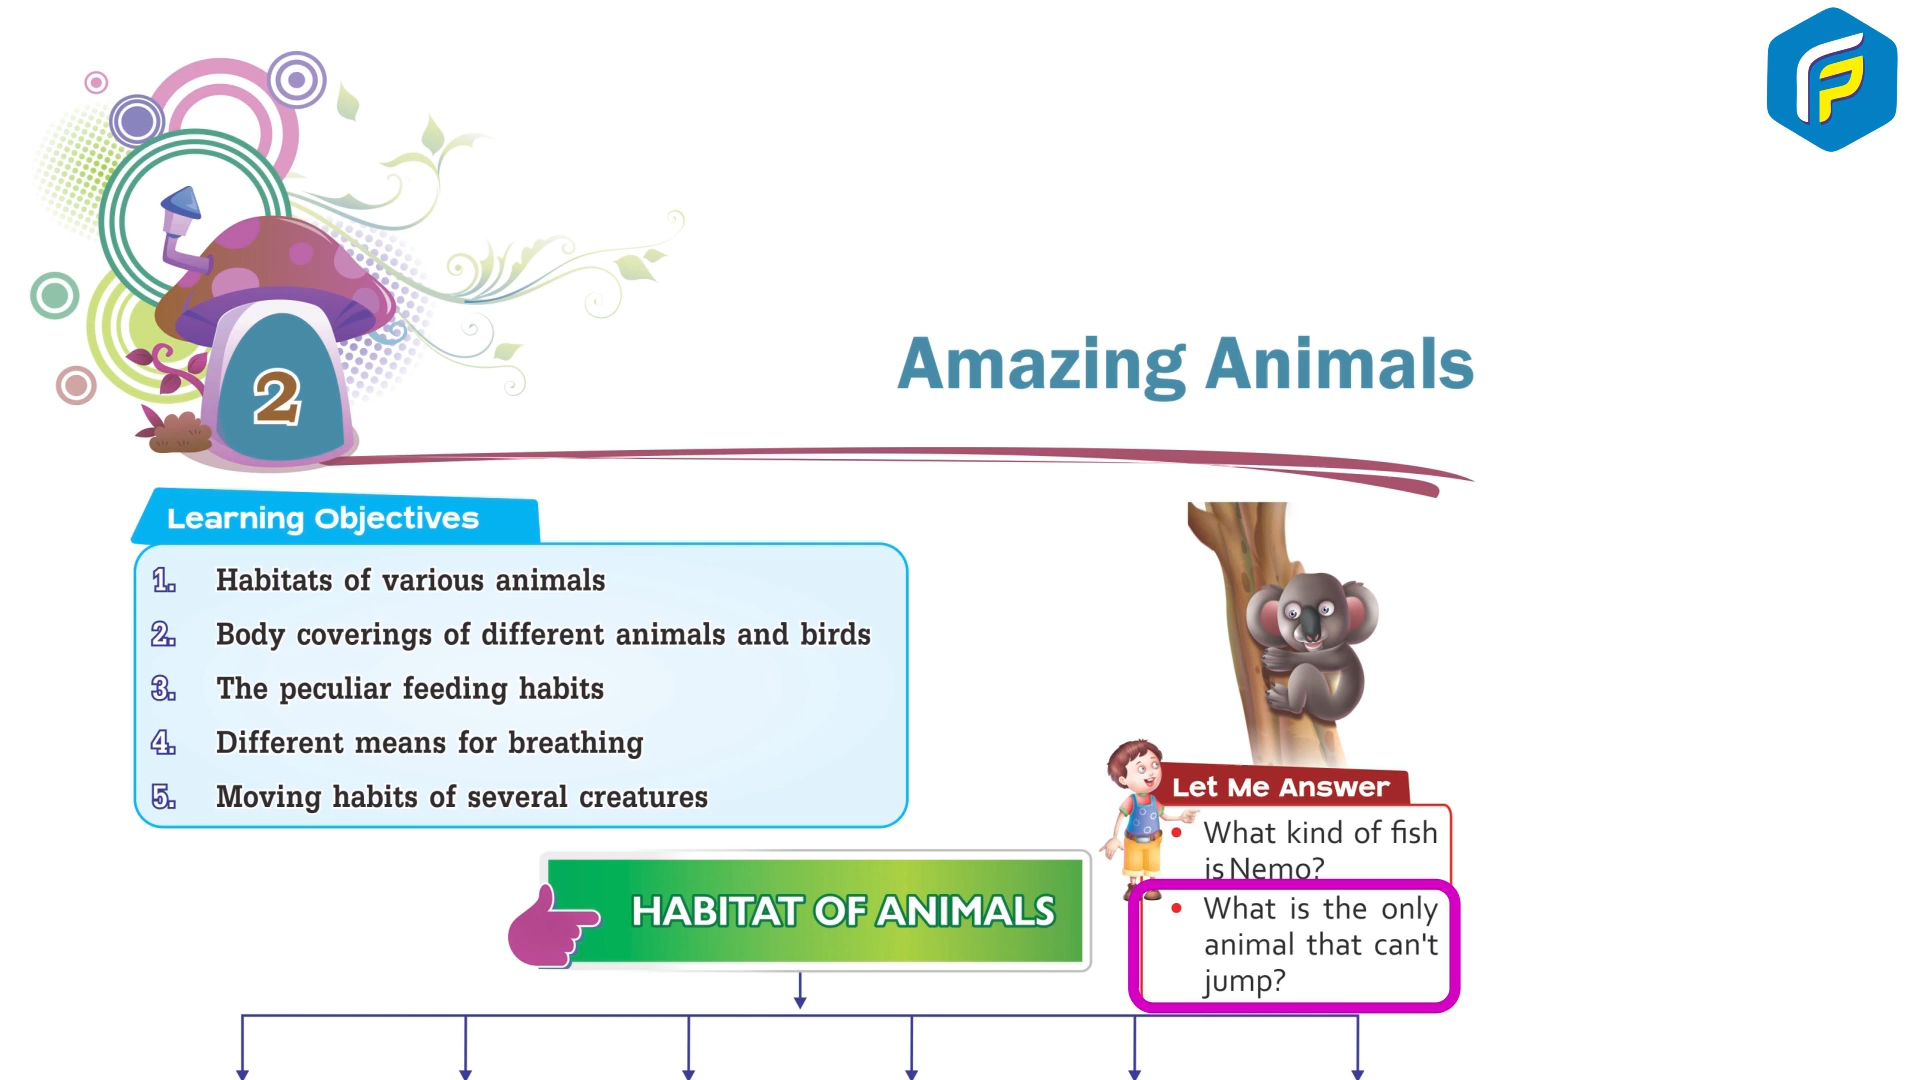 2
Amazing Animals
Learning Objectives
1. Habitats of various animals
2. Body coverings of different animals and birds
3. The peculiar feeding habits
4. Different means for breathing
5. Moving habits of several creatures
Let Me Answer
• What kind of fish
is Nemo?
• What is the only
animal that can't
jump?
HABITAT OF ANIMALS